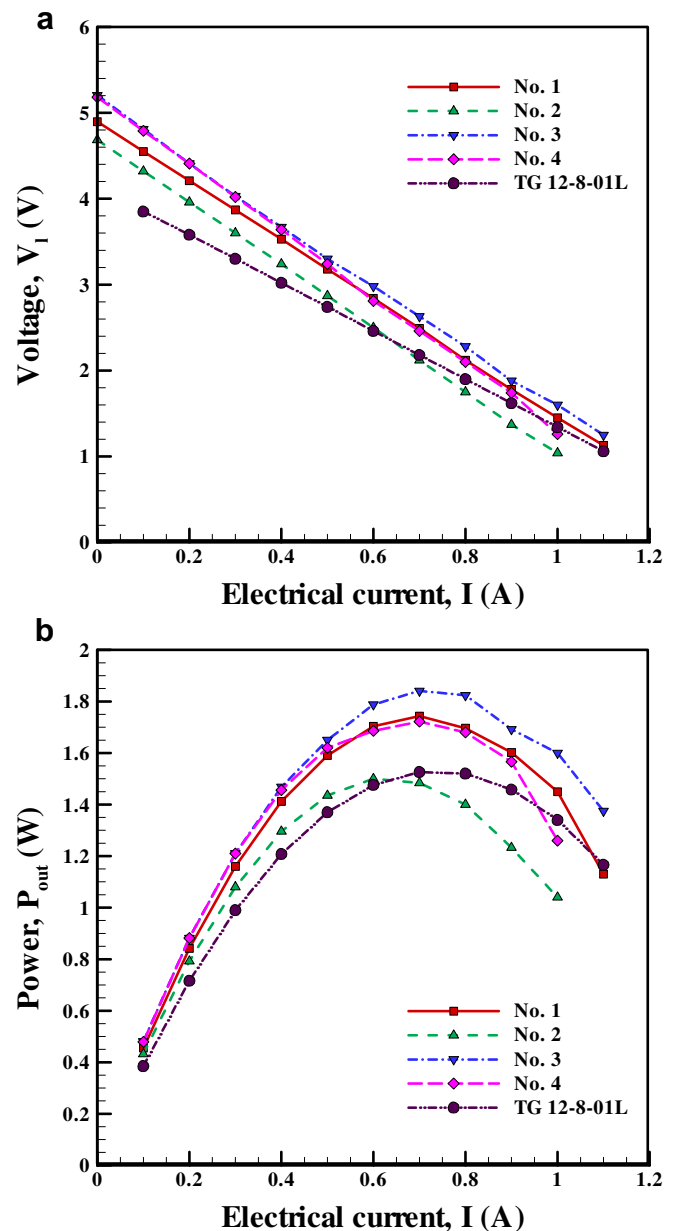 a
6
5
4
3
2
1
0
Voltage, V1 (V)
No. 1
No. 2
No. 3
No. 4
TG 12-8-01L
0 0.2 0.4 0.6 0.8 1 1.2
Electrical current, I (A)
b
2
1.8
1.6
1.4
1.2
1
0.8
0.6
0.4
0.2
0
Power, Pout (W)
No. 1
No. 2
No. 3
No. 4
TG 12-8-01L
0 0.2 0.4 0.6 0.8 1 1.2
Electrical current, I (A)